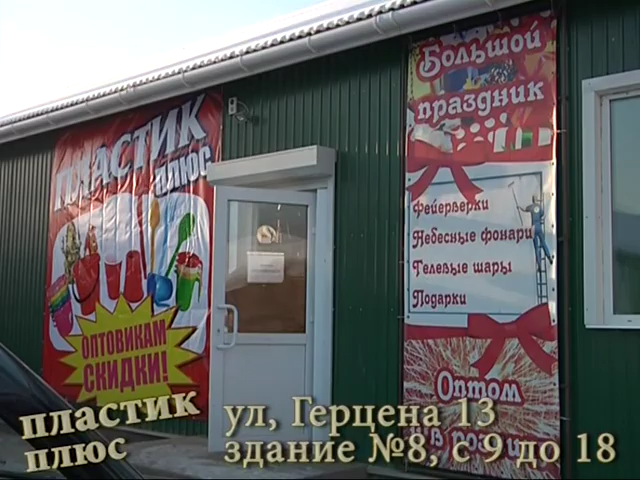 ПЛАСТИК
ПЛЮС
ОПТОВИКАМ
СКИДКИ!
Большой
праздник
Фейерверки
Небесные фонари
Гелевые шары
Подарки
Оптом
пластик
плюс
ул, Герцена 13
здание №8, с 9 до 18